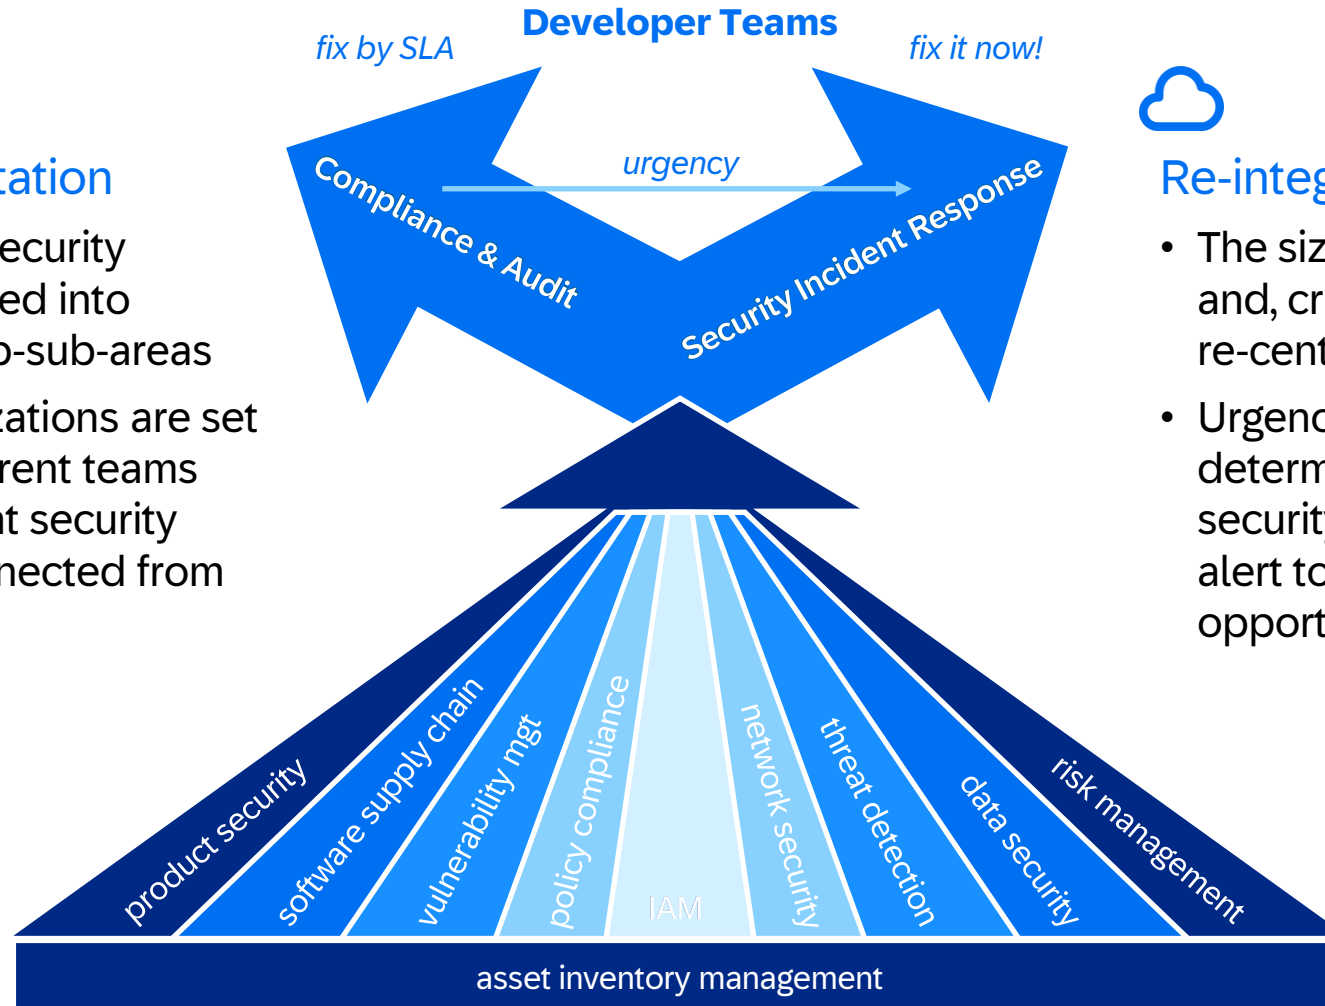 Developer Teams
fix by SLA
fix it now!
urgency
Compliance & Audit
Security Incident Response
tation
ecurity
ed into
o-sub-areas
zations are set
rent teams
nt security
nnected from
Re-integ
• The siz
and, cr
re-cent
• Urgenc
determ
security
alert to
opport
product security
software supply chain
vulnerability mgt
policy compliance
IAM
network security
threat detection
data security
risk management
asset inventory management